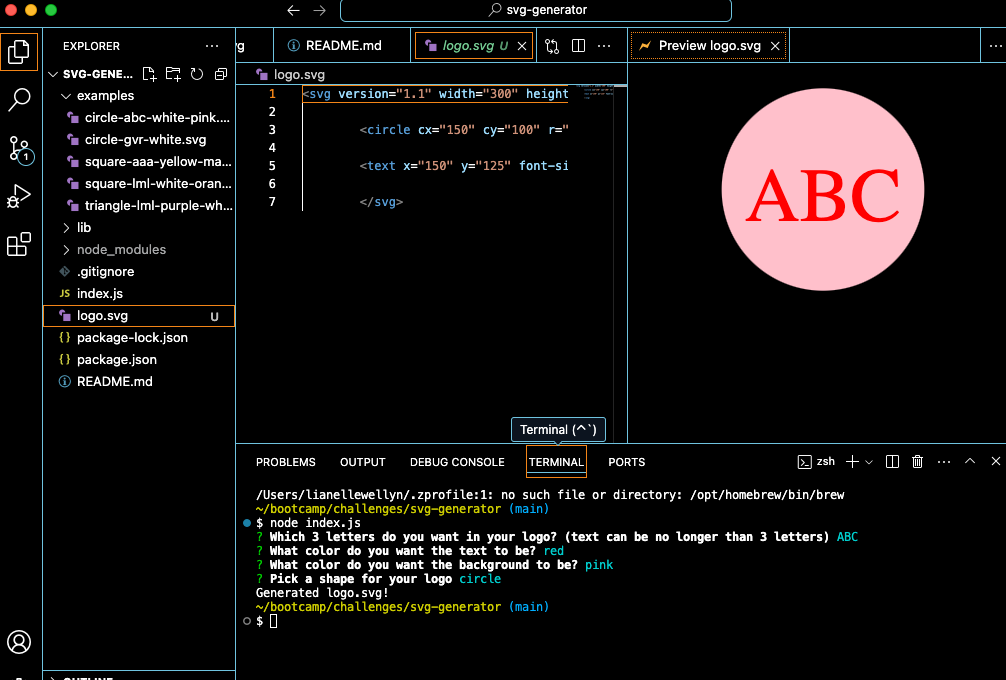 svg-generator
EXPLORER
SVG-GENE...
examples
circle-abc-white-pink....
circle-gvr-white.svg
square-aaa-yellow-ma...
square-lml-white-oran...
triangle-lml-purple-wh...
lib
node_modules
.gitignore
JS index.js
logo.svg U
{ } package-lock.json
{ } package.json
README.md
1
vg
README.md
logo.svg U
Preview logo.svg
logo.svg
1 <svg version="1.1" width="300" height
2
3 <circle cx="150" cy="100" r="
4
5 <text x="150" y="125" font-si
6
7 </svg>
ABC
Terminal (^`)
PROBLEMS OUTPUT DEBUG CONSOLE TERMINAL PORTS
zsh
/Users/lianellewellyn/.zprofile:1: no such file or directory: /opt/homebrew/bin/brew
~/bootcamp/challenges/svg-generator (main)
$ node index.js
? Which 3 letters do you want in your logo? (text can be no longer than 3 letters) ABC
? What color do you want the text to be? red
? What color do you want the background to be? pink
? Pick a shape for your logo circle
Generated logo.svg!
~/bootcamp/challenges/svg-generator (main)
$